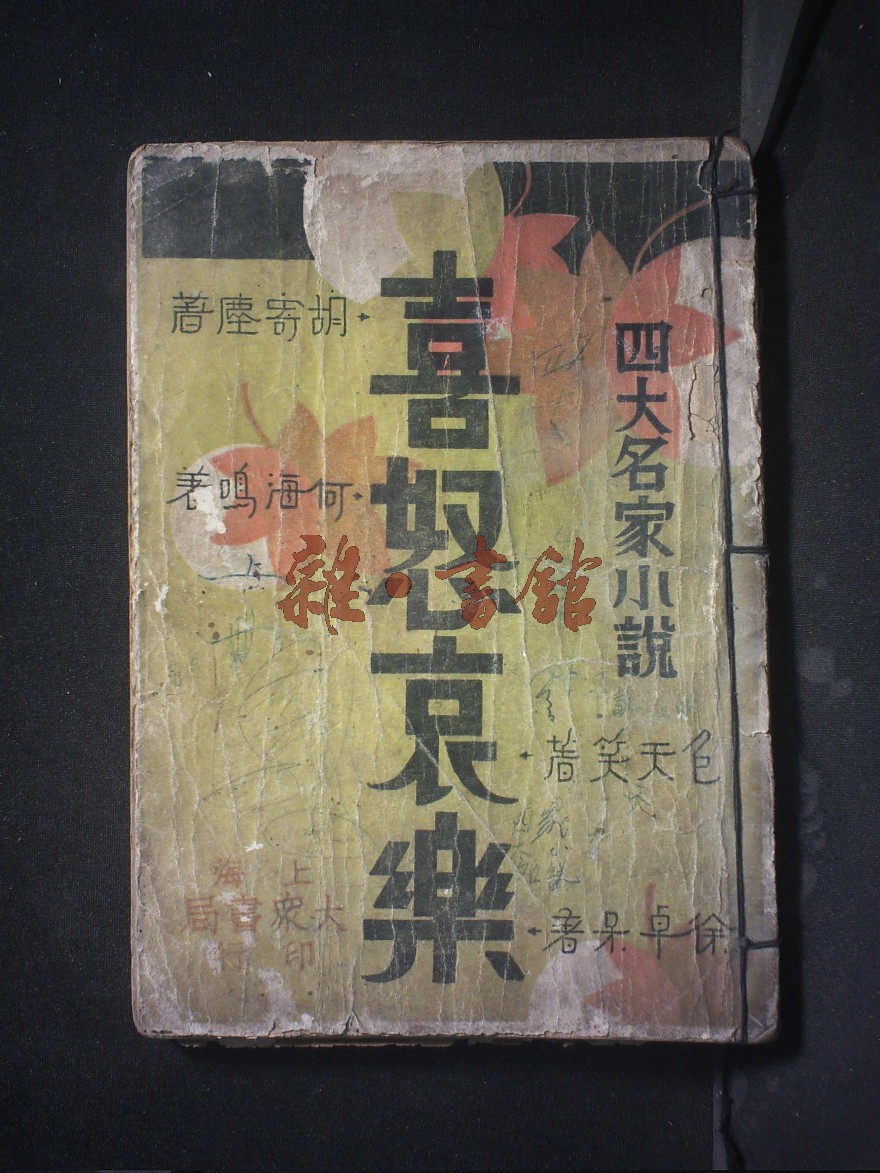 四大名家小說
喜怒哀樂
胡寄塵著
何海鳴著
包天笑著
徐卓呆著
上海
大衆書局
印行
雜·書館